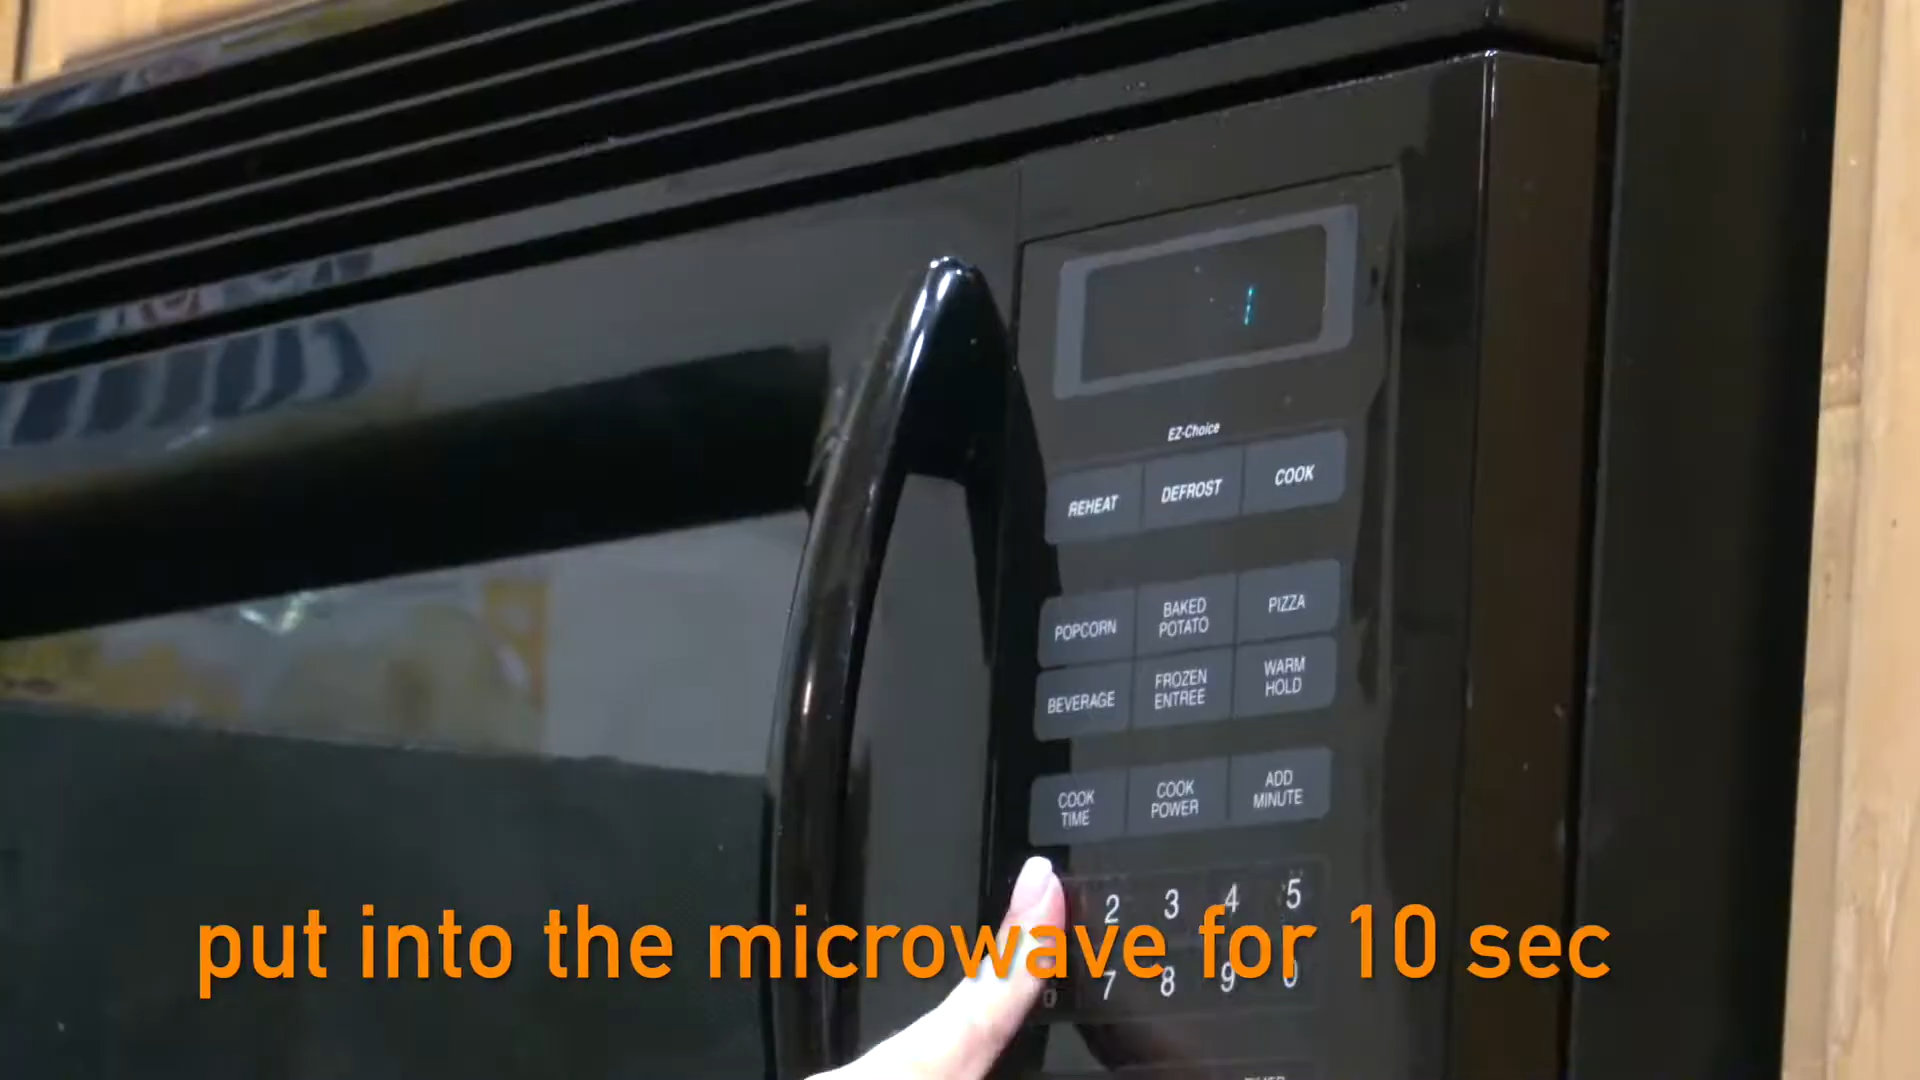 1
EZ-Choice
REHEAT
DEFROST
COOK
POPCORN
BAKED
POTATO
PIZZA
BEVERAGE
FROZEN
ENTREE
WARM
HOLD
COOK
TIME
COOK
POWER
ADD
MINUTE
2 3 4 5
7 8 9 0
put into the microwave for 10 sec